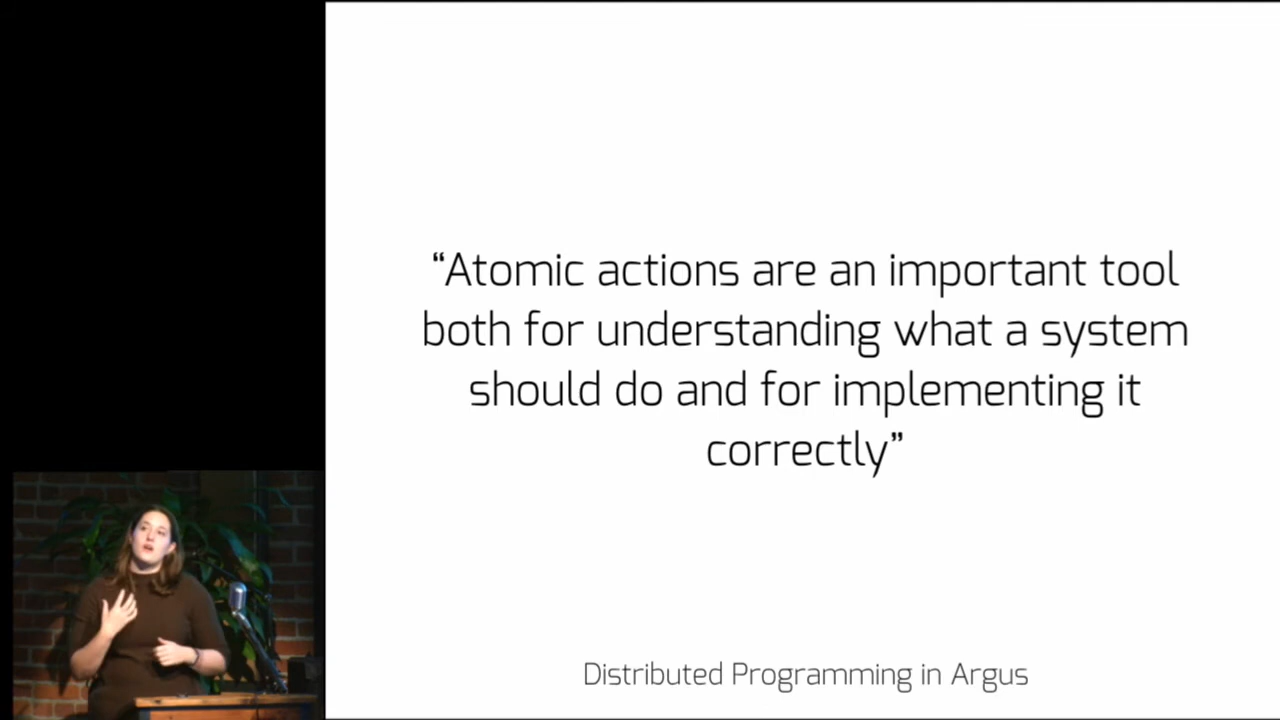 “Atomic actions are an important tool
both for understanding what a system
should do and for implementing it
correctly”
Distributed Programming in Argus